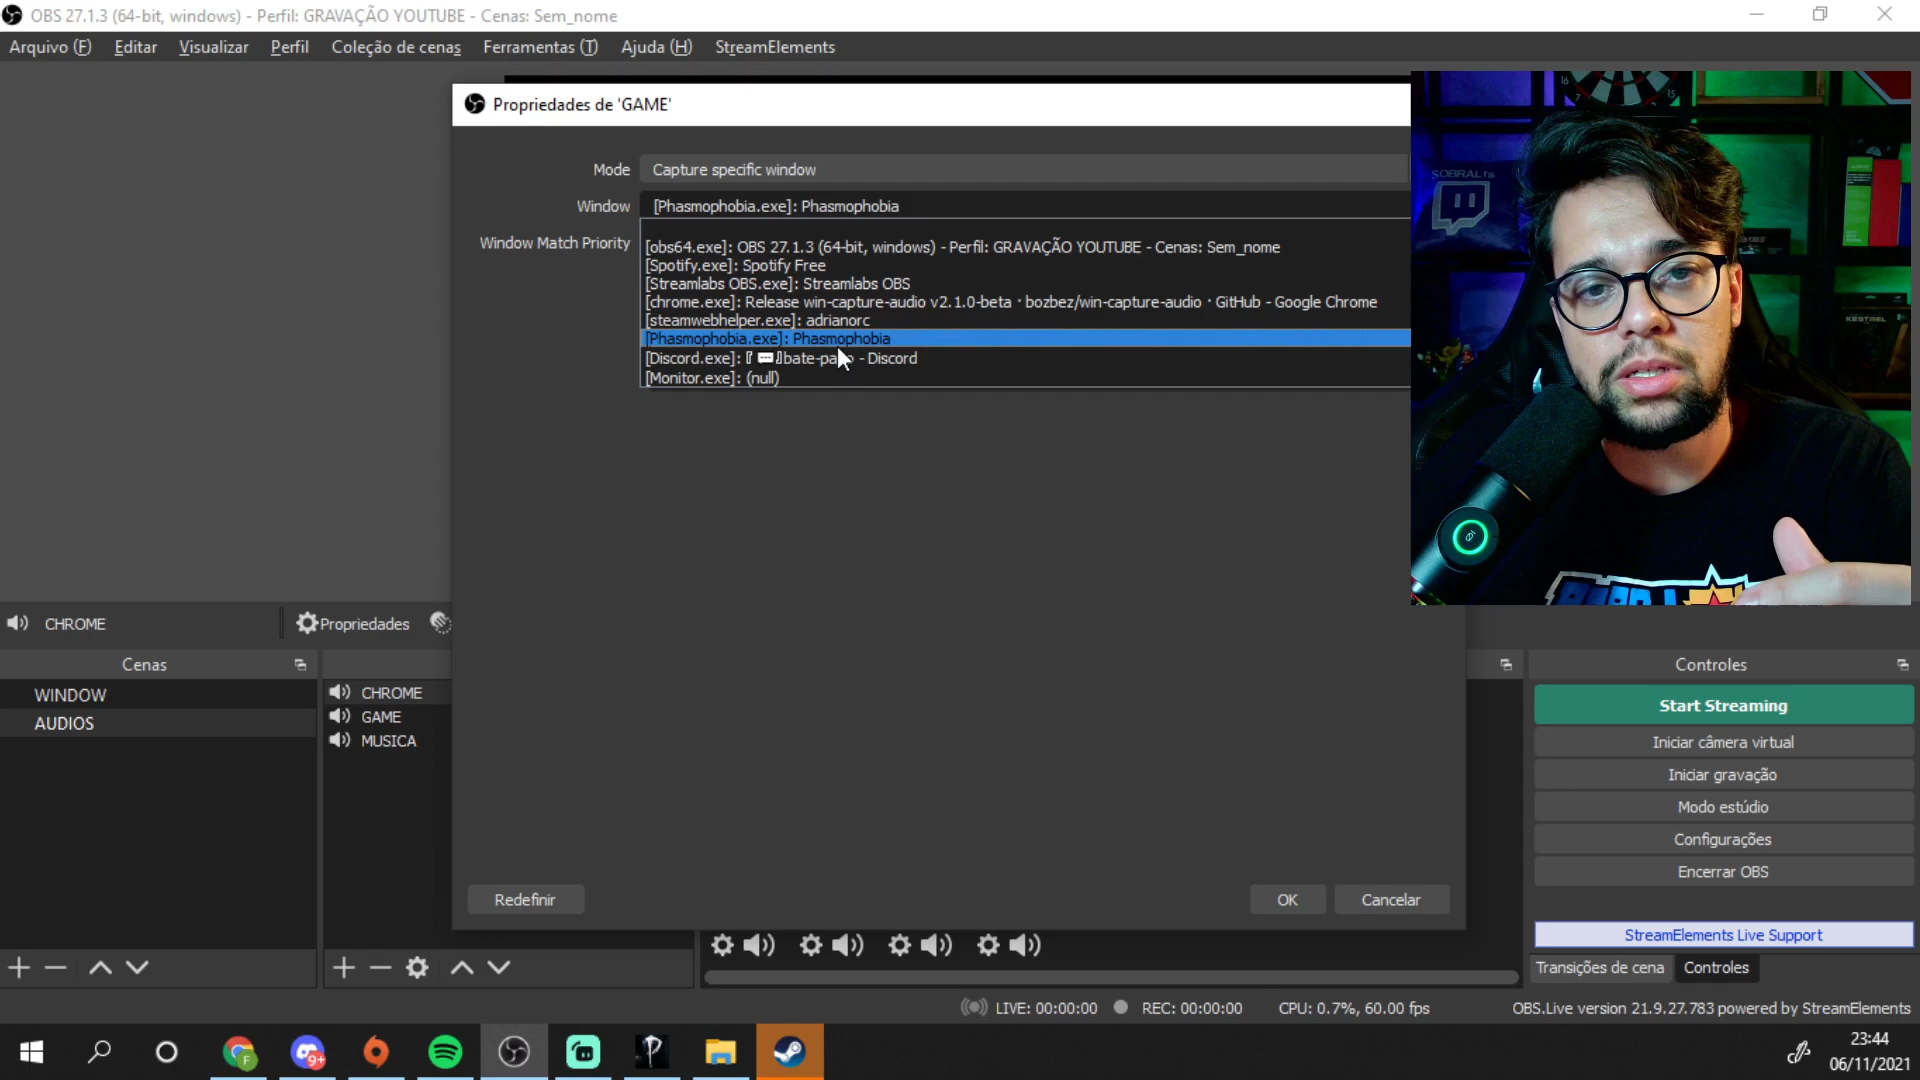 OBS 27.1.3 (64-bit, windows) - Perfil: GRAVAÇÃO YOUTUBE - Cenas: Sem_nome
Arquivo (F) Editar Visualizar Perfil Coleção de cenas Ferramentas (T) Ajuda (H) StreamElements
Propriedades de 'GAME'
Mode Capture specific window
Window [Phasmophobia.exe]: Phasmophobia
Window Match Priority
[obs64.exe]: OBS 27.1.3 (64-bit, windows) - Perfil: GRAVAÇÃO YOUTUBE - Cenas: Sem_nome
[Spotify.exe]: Spotify Free
[Streamlabs OBS.exe]: Streamlabs OBS
[chrome.exe]: Release win-capture-audio v2.1.0-beta · bozbez/win-capture-audio · GitHub - Google Chrome
[steamwebhelper.exe]: adrianorc
[Phasmophobia.exe]: Phasmophobia
[Discord.exe]: 『💬』bate-papo - Discord
[Monitor.exe]: (null)
KESTREL
CHROME Propriedades
Cenas
WINDOW
AUDIOS
CHROME
GAME
MUSICA
Redefinir OK Cancelar
Controles
Start Streaming
Iniciar câmera virtual
Iniciar gravação
Modo estúdio
Configurações
Encerrar OBS
StreamElements Live Support
Transições de cena Controles
LIVE: 00:00:00 REC: 00:00:00 CPU: 0.7%, 60.00 fps OBS.Live version 21.9.27.783 powered by StreamElements
9+
23:44
06/11/2021